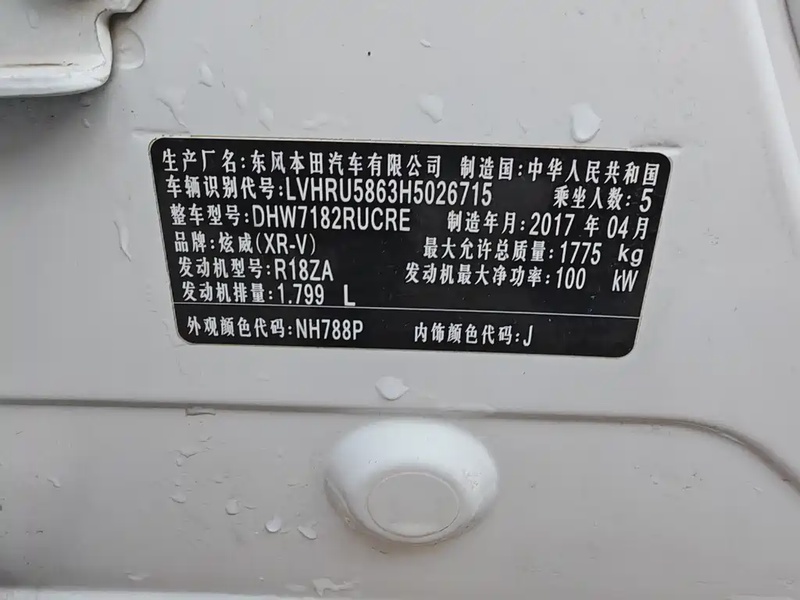 生产厂名:东风本田汽车有限公司 制造国:中华人民共和国
车辆识别代号:LVHRU5863H5026715 乘坐人数:5
整车型号:DHW7182RUCRE 制造年月:2017 年 04月
品牌:炫威(XR-V) 最大允许总质量:1775 kg
发动机型号:R18ZA 发动机最大净功率:100 kW
发动机排量:1.799 L
外观颜色代码:NH788P 内饰颜色代码:J